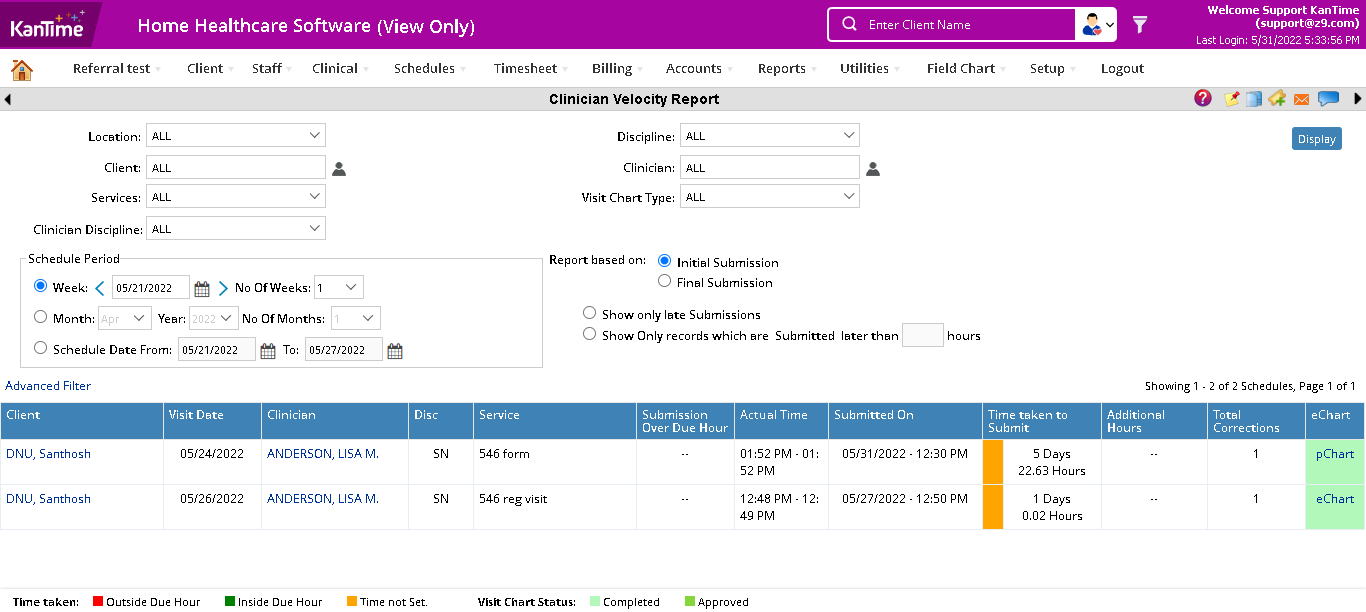 KanTime
Home Healthcare Software (View Only)
Enter Client Name
Welcome Support KanTime
(support@z9.com)
Last Login: 5/31/2022 5:33:56 PM
Referral test Client Staff Clinical Schedules Timesheet Billing Accounts Reports Utilities Field Chart Setup Logout
Clinician Velocity Report
?
Location: ALL Discipline: ALL
Display
Client: ALL Clinician: ALL
Services: ALL Visit Chart Type: ALL
Clinician Discipline: ALL
Schedule Period
Week: 05/21/2022 No Of Weeks: 1
Month: Apr Year: 2022 No Of Months: 1
Schedule Date From: 05/21/2022 To: 05/27/2022
Report based on: Initial Submission
Final Submission
Show only late Submissions
Show Only records which are Submitted later than hours
Advanced Filter
Showing 1 - 2 of 2 Schedules, Page 1 of 1
Client Visit Date Clinician Disc Service Submission Over Due Hour Actual Time Submitted On Time taken to Submit Additional Hours Total Corrections eChart
DNU, Santhosh 05/24/2022 ANDERSON, LISA M. SN 546 form -- 01:52 PM - 01:52 PM 05/31/2022 - 12:30 PM 5 Days 22.63 Hours -- 1 pChart
DNU, Santhosh 05/26/2022 ANDERSON, LISA M. SN 546 reg visit -- 12:48 PM - 12:49 PM 05/27/2022 - 12:50 PM 1 Days 0.02 Hours -- 1 eChart
Time taken: Outside Due Hour Inside Due Hour Time not Set. Visit Chart Status: Completed Approved